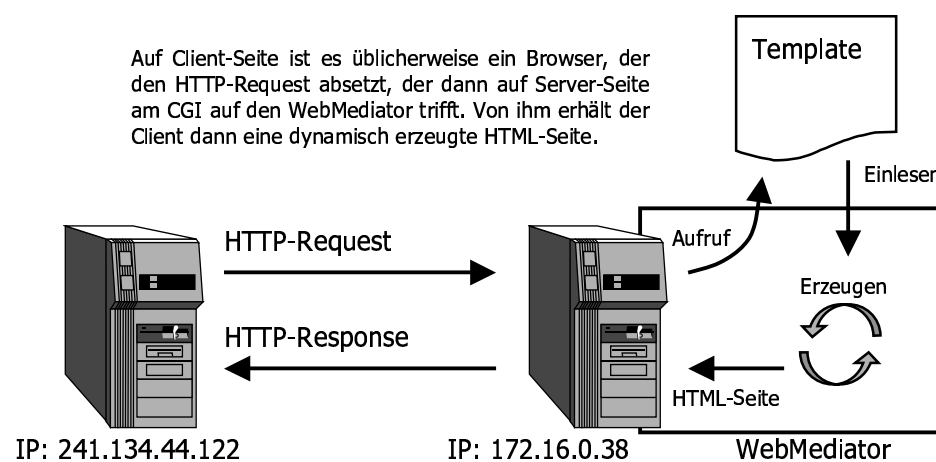 Auf Client-Seite ist es üblicherweise ein Browser, der
den HTTP-Request absetzt, der dann auf Server-Seite
am CGI auf den WebMediator trifft. Von ihm erhält der
Client dann eine dynamisch erzeugte HTML-Seite.
Template
Einlesen
HTTP-Request
Aufruf
Erzeugen
HTTP-Response
HTML-Seite
IP: 241.134.44.122
IP: 172.16.0.38
WebMediator